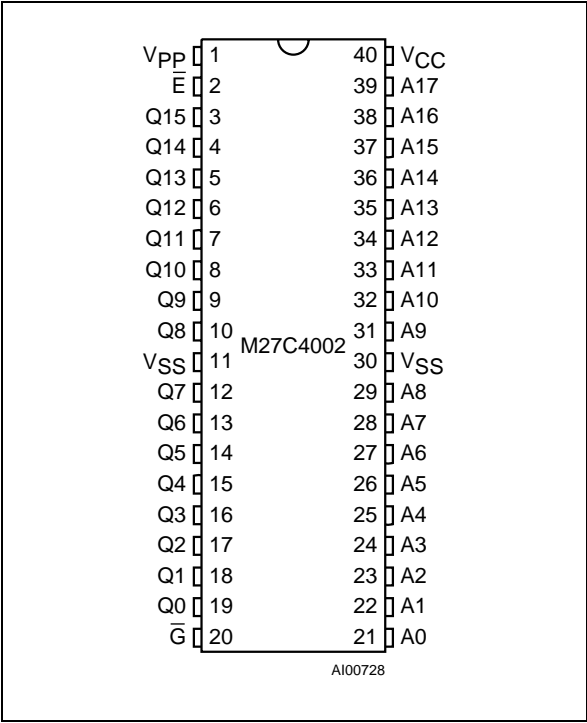 VPP 1 40 VCC
E̅ 2 39 A17
Q15 3 38 A16
Q14 4 37 A15
Q13 5 36 A14
Q12 6 35 A13
Q11 7 34 A12
Q10 8 33 A11
Q9 9 32 A10
Q8 10 31 A9
M27C4002
VSS 11 30 VSS
Q7 12 29 A8
Q6 13 28 A7
Q5 14 27 A6
Q4 15 26 A5
Q3 16 25 A4
Q2 17 24 A3
Q1 18 23 A2
Q0 19 22 A1
G̅ 20 21 A0
AI00728